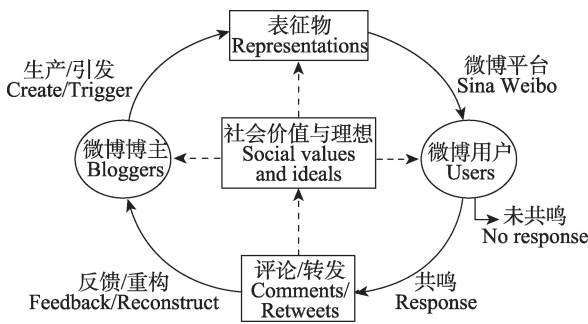 表征物
Representations
生产/引发
Create/Trigger
微博平台
Sina Weibo
社会价值与理想
Social values
and ideals
微博博主
Bloggers
微博用户
Users
未共鸣
No response
反馈/重构
Feedback/Reconstruct
评论/转发
Comments/
Retweets
共鸣
Response